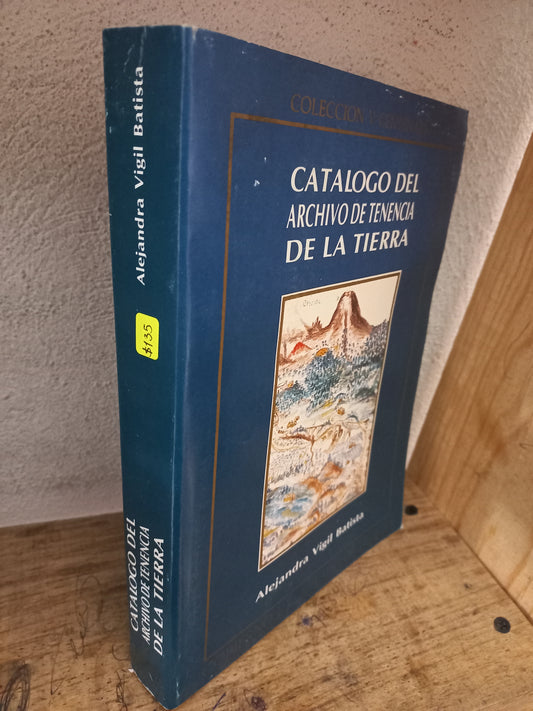 Alejandra Vigil Batista
$135
CATALOGO DEL
ARCHIVO DE TENENCIA
DE LA TIERRA
COLECCION
CATALOGO DEL
ARCHIVO DE TENENCIA
DE LA TIERRA
Alejandra Vigil Batista